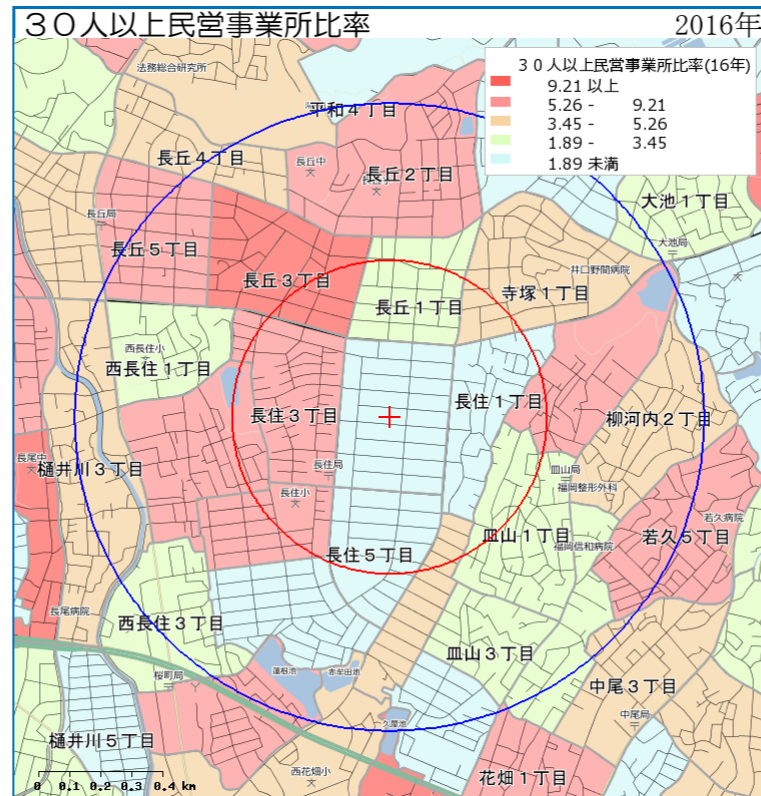 ３０人以上民営事業所比率
2016年
３０人以上民営事業所比率(16年)
9.21 以上
5.26 - 9.21
3.45 - 5.26
1.89 - 3.45
1.89 未満
法務総合研究所
平和４丁目
長丘４丁目
長丘中
長丘２丁目
大池１丁目
長丘局
大池局
長丘５丁目
井口野間病院
長丘３丁目
寺塚１丁目
長丘１丁目
西長住小
西長住１丁目
長住１丁目
長住３丁目
柳河内２丁目
長尾中
樋井川３丁目
長住局
皿山局
福岡整形外科
長住小
皿山１丁目
若久病院
若久５丁目
福岡信和病院
長住５丁目
長尾病院
西長住３丁目
皿山３丁目
蓮根池
赤牟田池
桜町局
中尾３丁目
中尾局
久屋池
樋井川５丁目
西花畑小
花畑１丁目
0 0.1 0.2 0.3 0.4 km